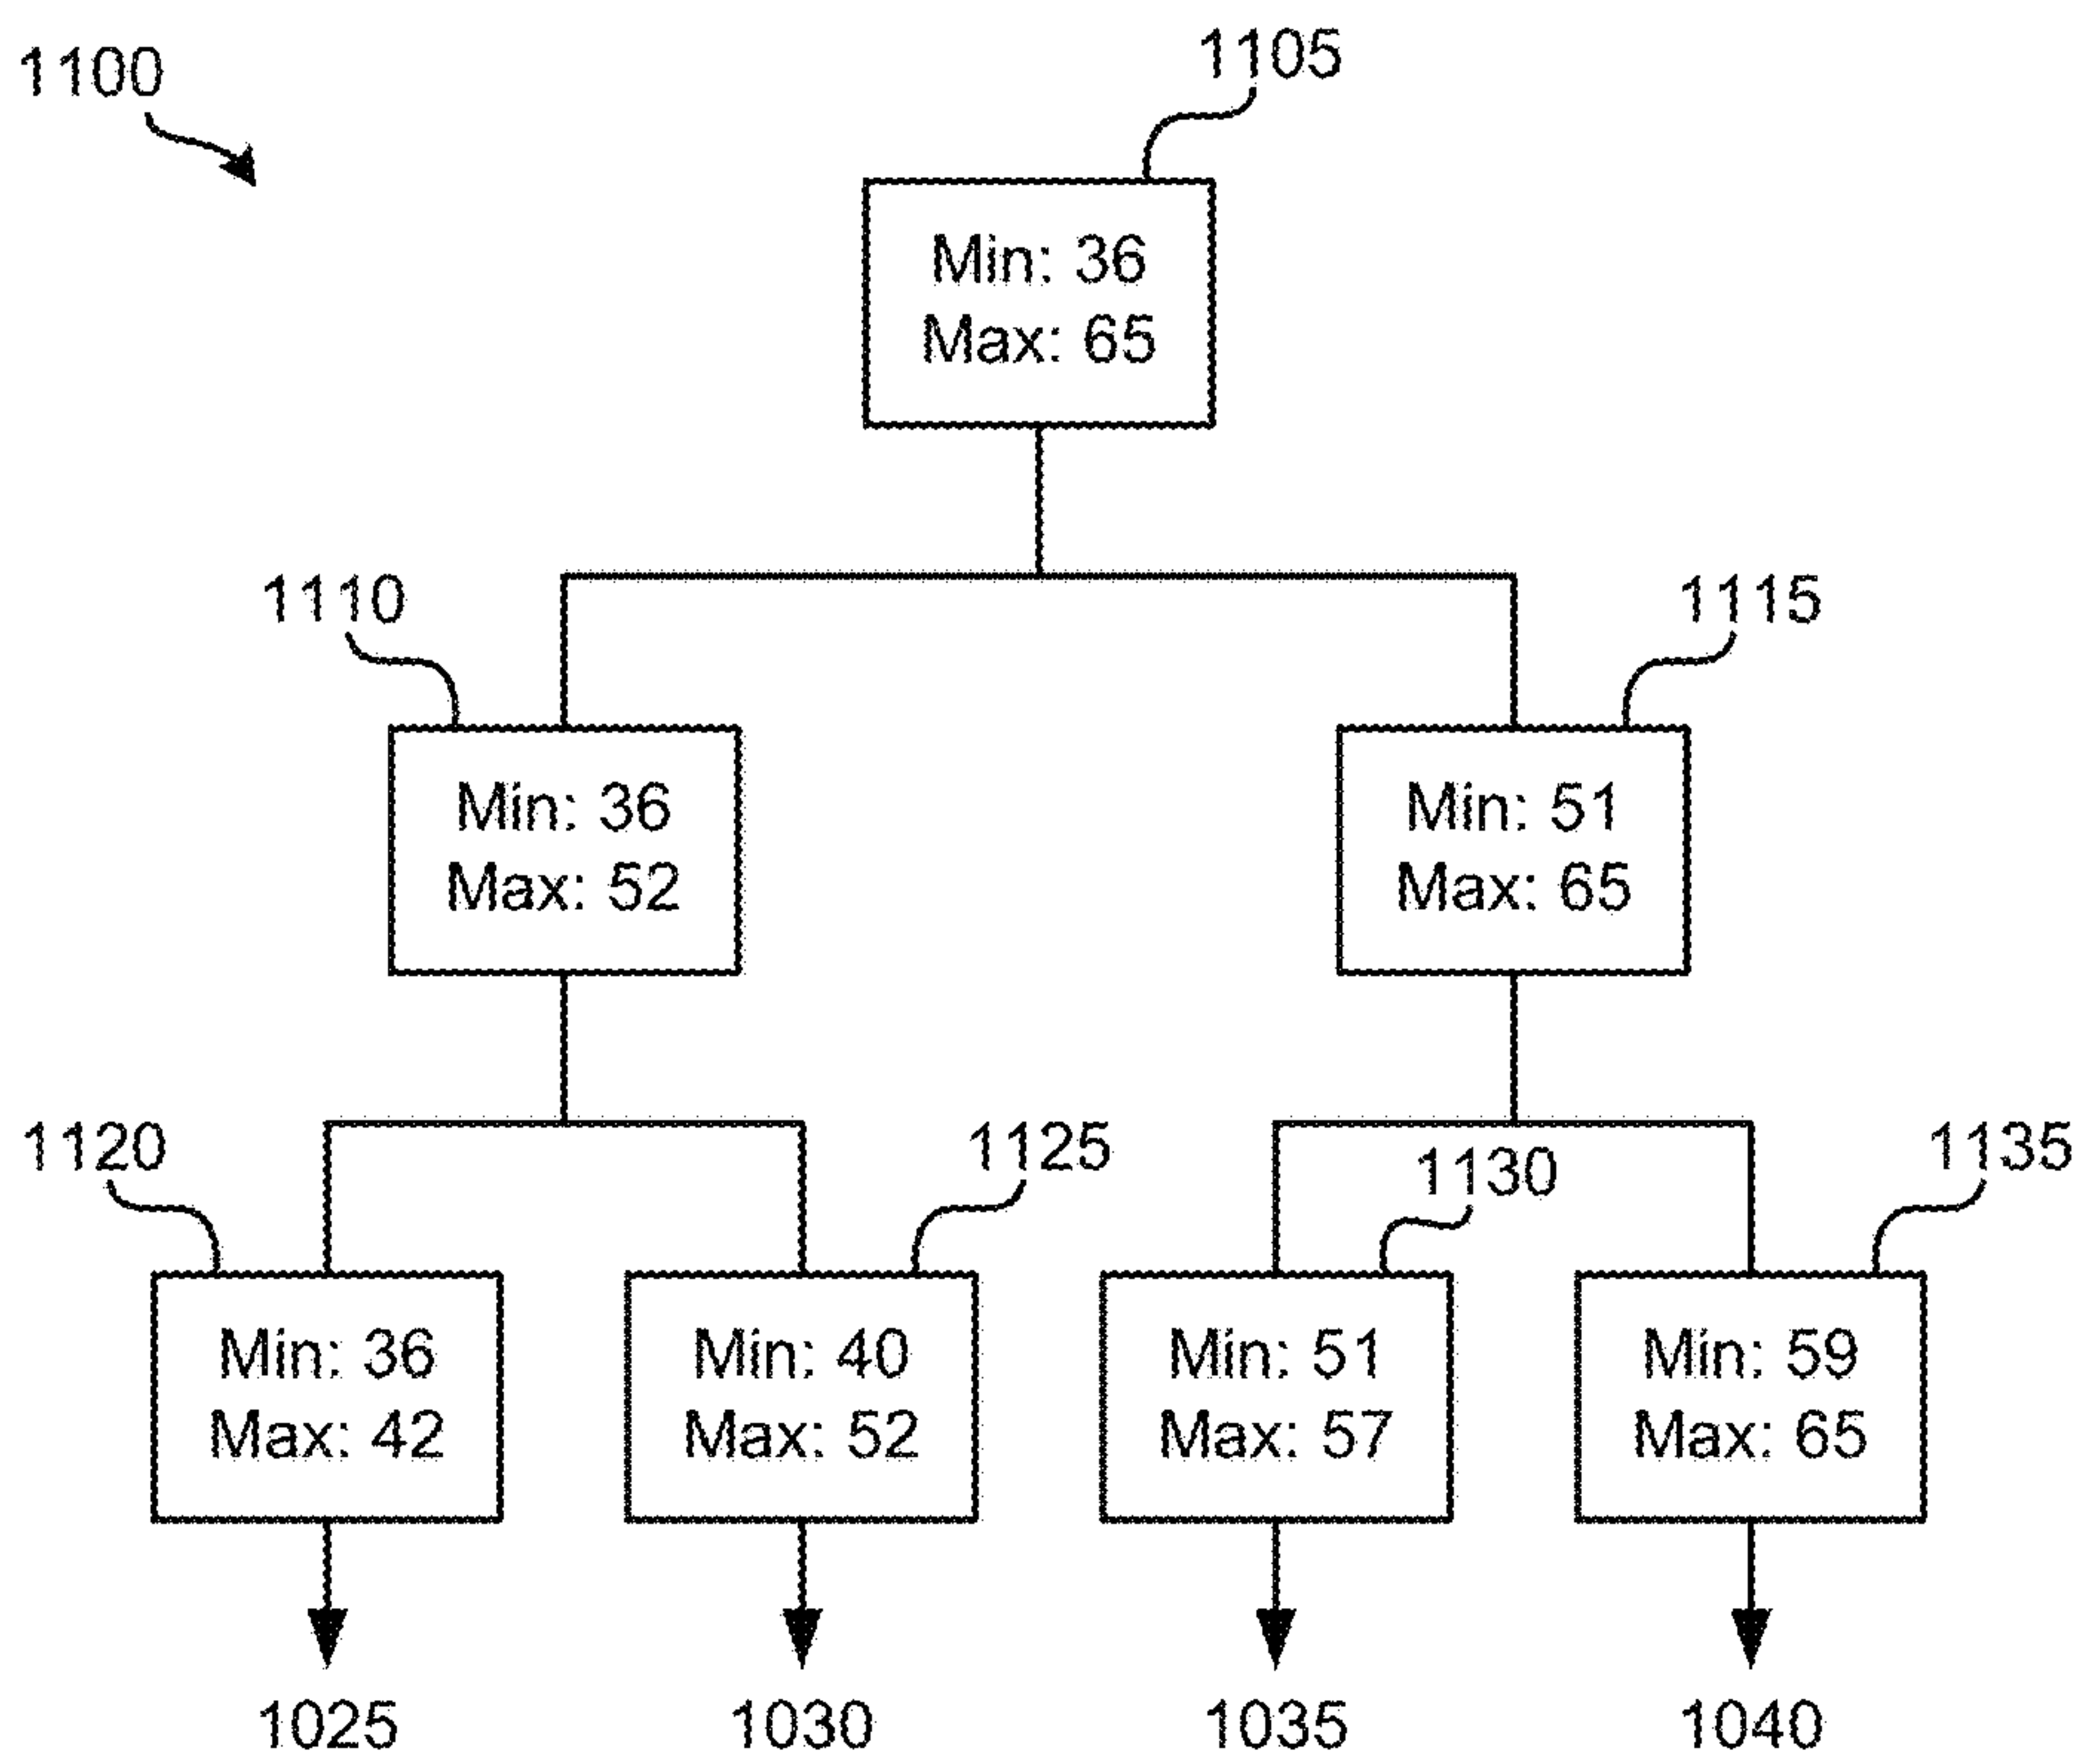 1100
1105
Min: 36
Max: 65
1110
1115
Min: 36
Max: 52
Min: 51
Max: 65
1120
1125
1130
1135
Min: 36
Max: 42
Min: 40
Max: 52
Min: 51
Max: 57
Min: 59
Max: 65
1025
1030
1035
1040